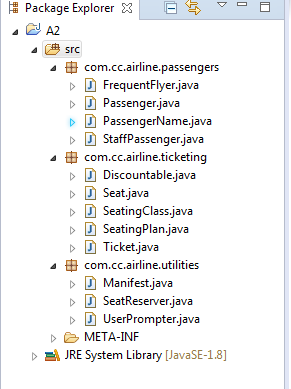 Package Explorer
A2
src
com.cc.airline.passengers
FrequentFlyer.java
Passenger.java
PassengerName.java
StaffPassenger.java
com.cc.airline.ticketing
Discountable.java
Seat.java
SeatingClass.java
SeatingPlan.java
Ticket.java
com.cc.airline.utilities
Manifest.java
SeatReserver.java
UserPrompter.java
META-INF
JRE System Library [JavaSE-1.8]